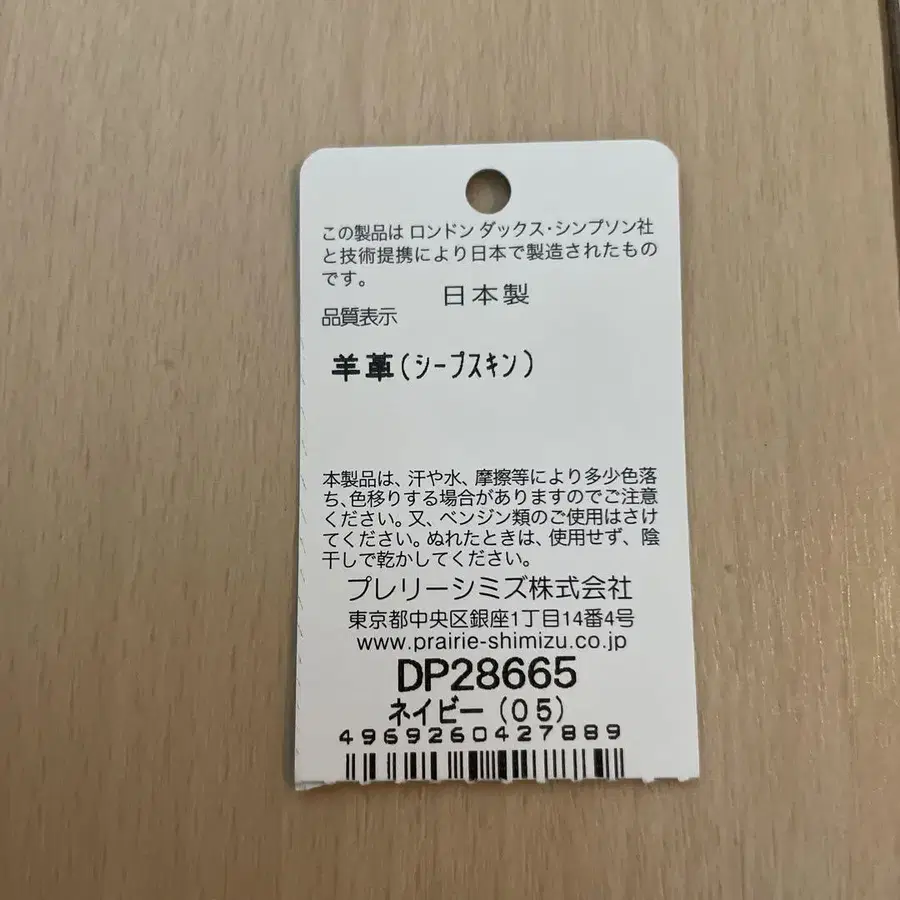 この製品は ロンドン ダックス・シンプソン社
と技術提携により日本で製造されたもの
です。
日本製
品質表示
羊革(シープスキン)
本製品は、汗や水、摩擦等により多少色落
ち、色移りする場合がありますのでご注意
ください。又、ベンジン類のご使用はさけ
てください。ぬれたときは、使用せず、陰
干しで乾かしてください。
プレリーシミズ株式会社
東京都中央区銀座1丁目14番4号
www.prairie-shimizu.co.jp
DP28665
ネイビー(05)
4969260427889